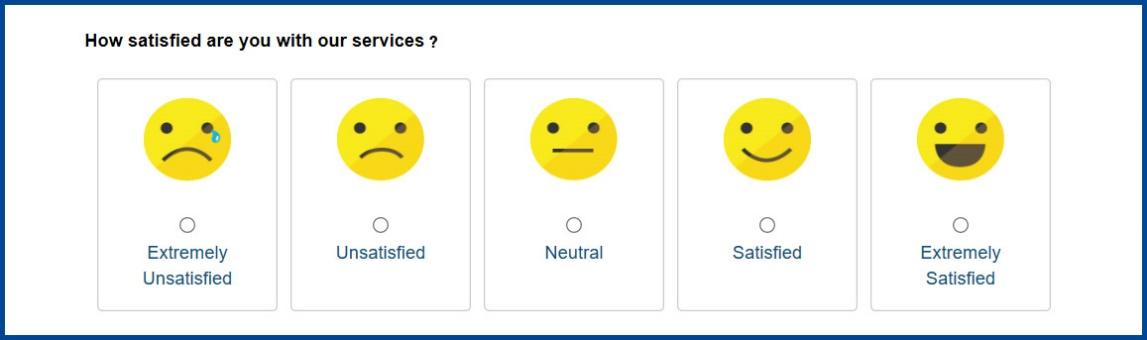 How satisfied are you with our services ?
Extremely
Unsatisfied
Unsatisfied
Neutral
Satisfied
Extremely
Satisfied